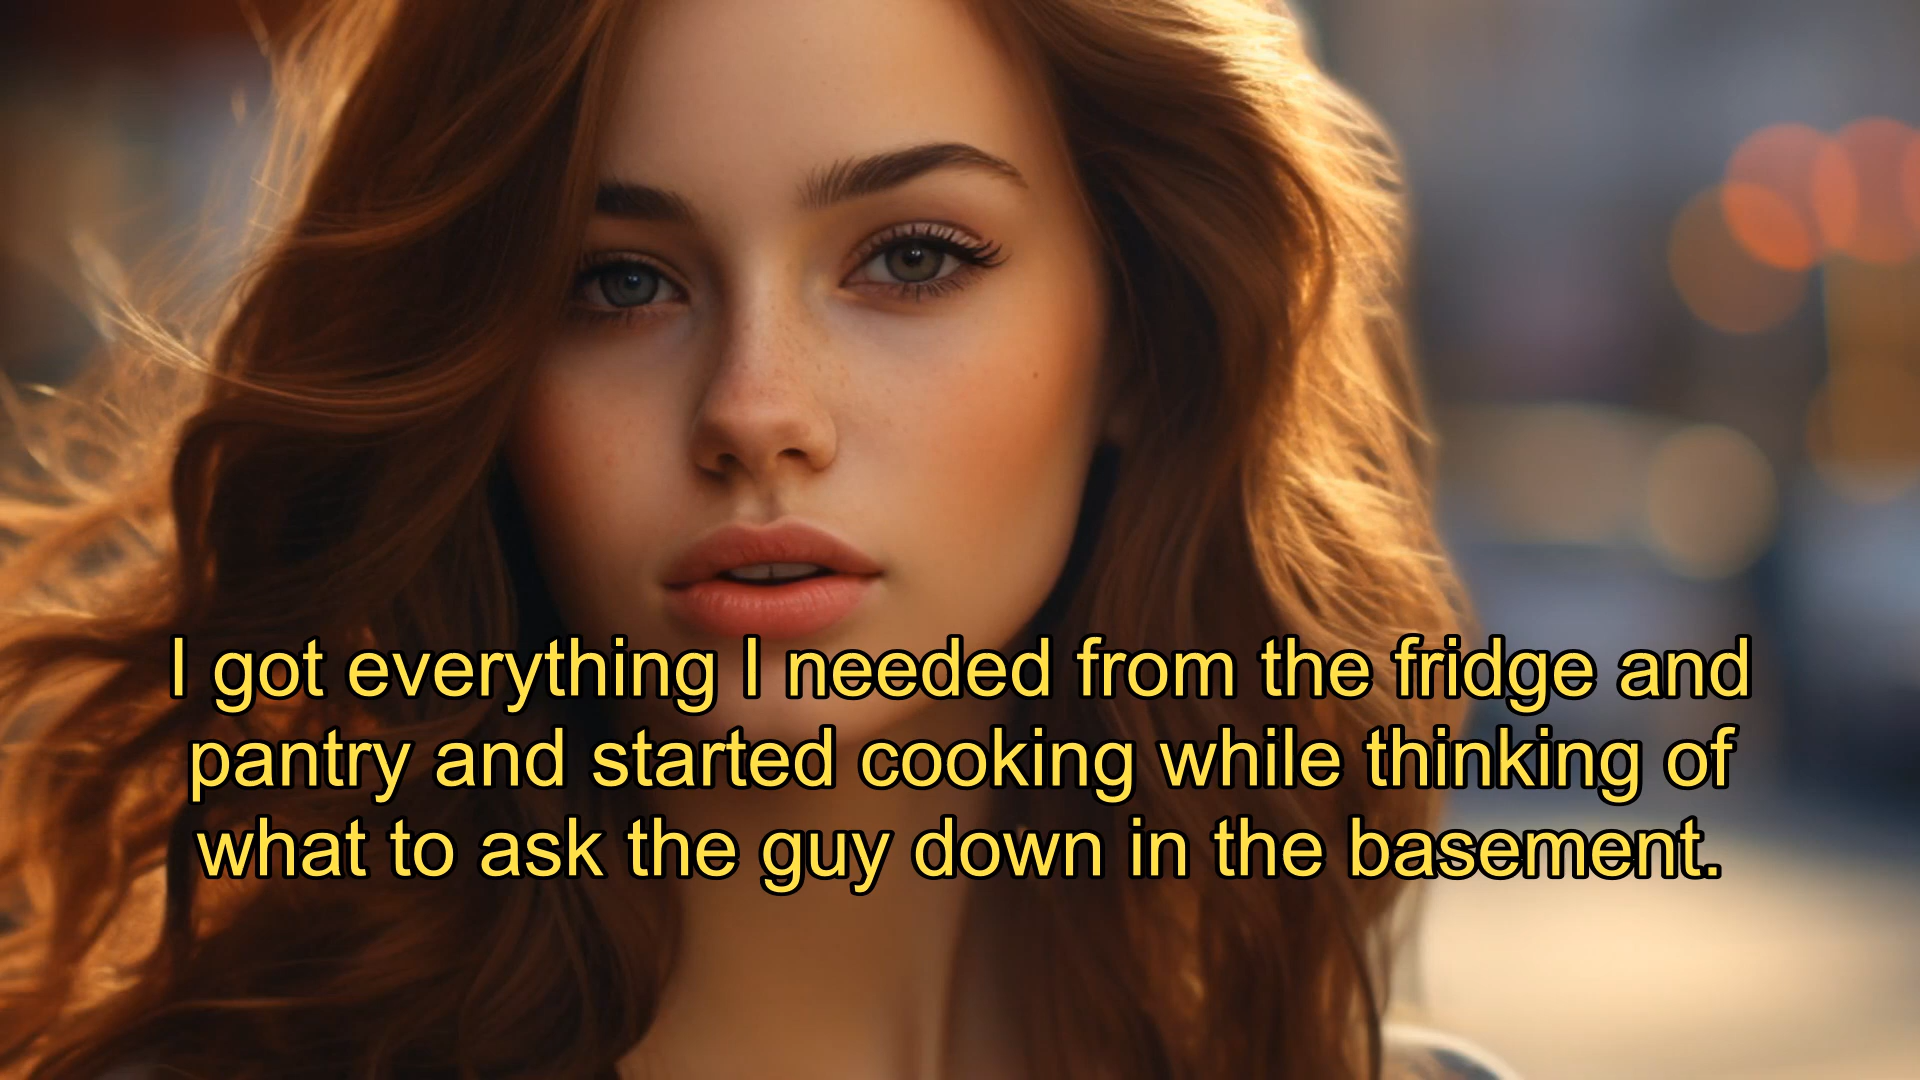 I got everything I needed from the fridge and
pantry and started cooking while thinking of
what to ask the guy down in the basement.